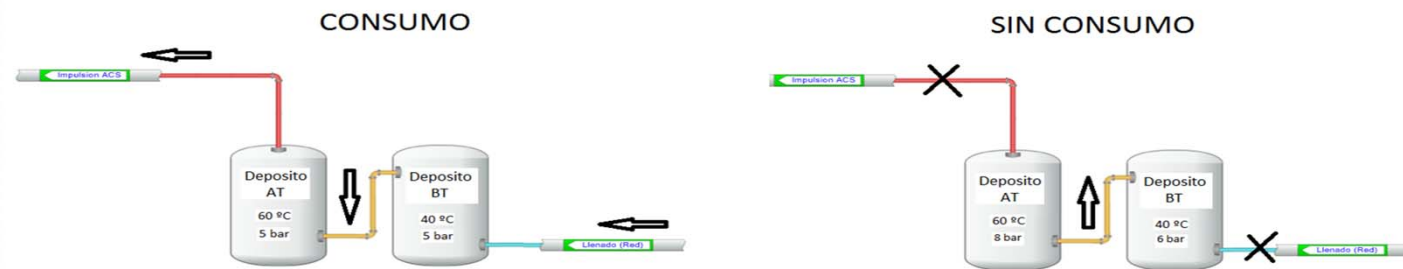 CONSUMO
Impulsion ACS
Deposito
AT
60 ºC
5 bar
Deposito
BT
40 ºC
5 bar
Llenado (Red)
SIN CONSUMO
Impulsion ACS
Deposito
AT
60 ºC
8 bar
Deposito
BT
40 ºC
6 bar
Llenado (Red)